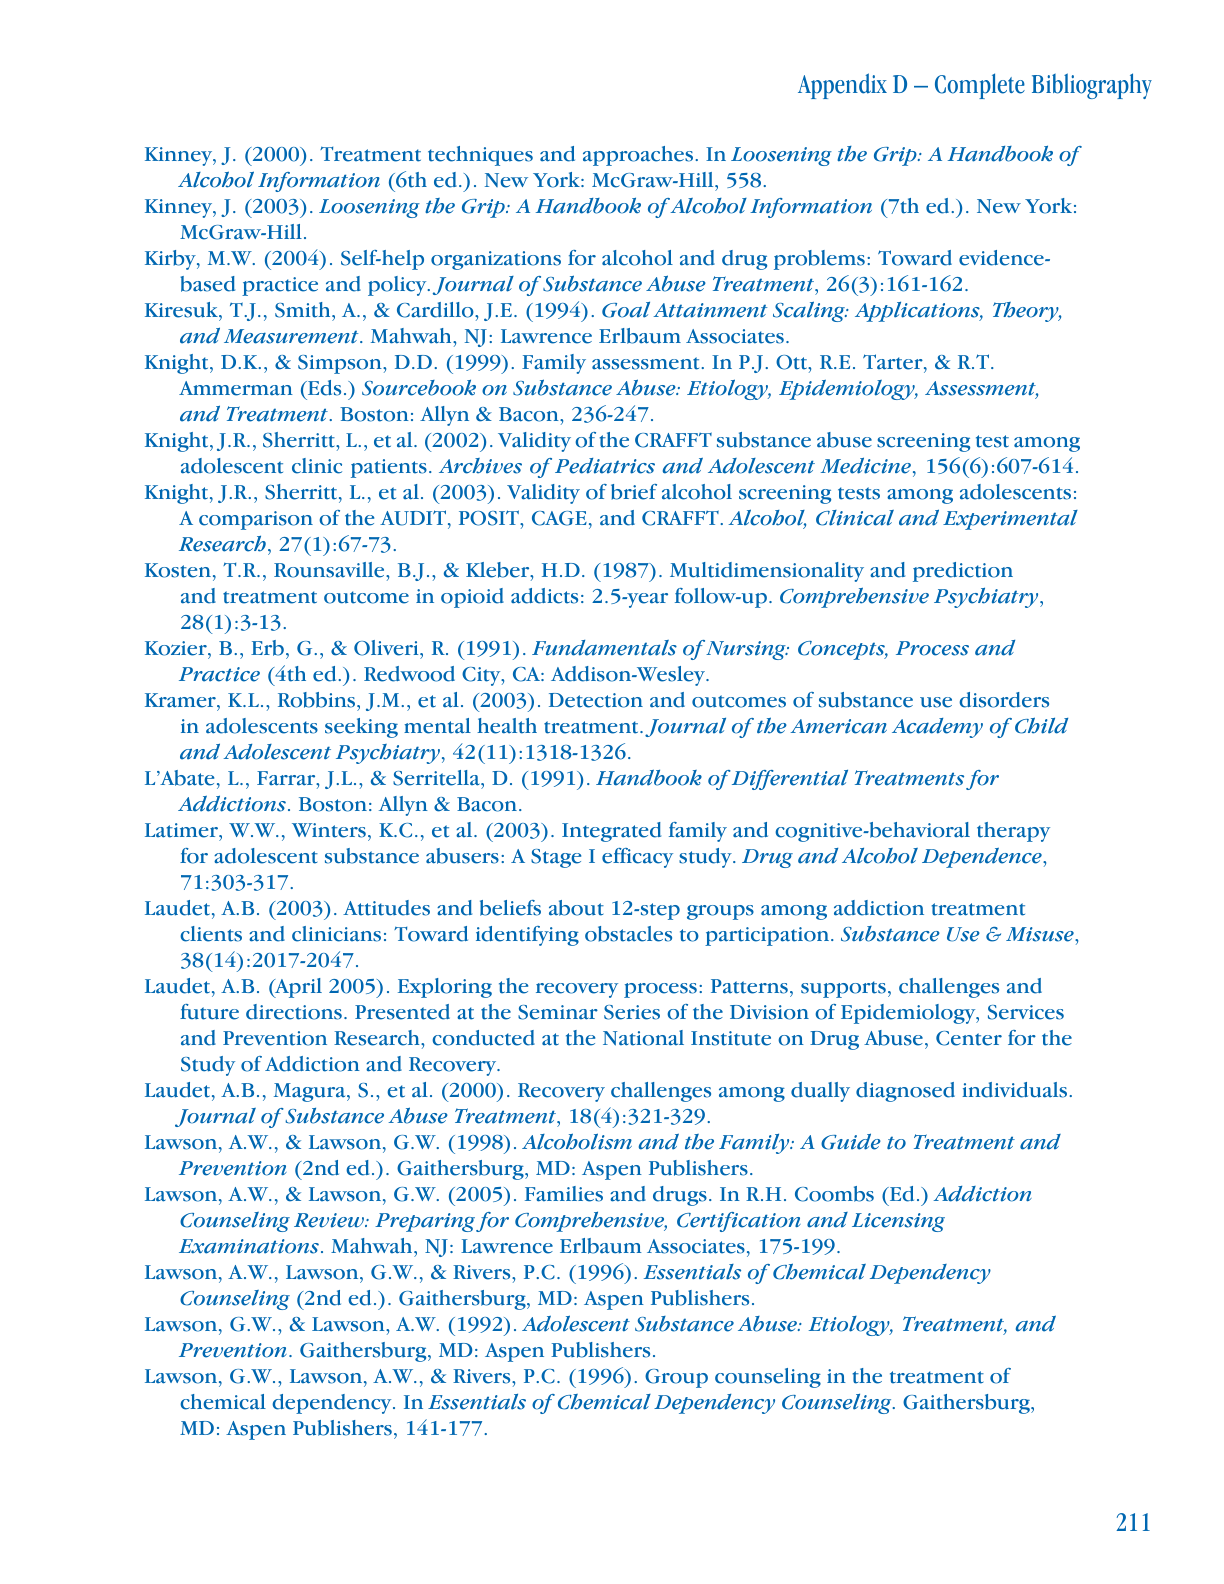 Appendix D – Complete Bibliography
Kinney, J. (2000). Treatment techniques and approaches. In Loosening the Grip: A Handbook of
Alcohol Information (6th ed.). New York: McGraw-Hill, 558.
Kinney, J. (2003). Loosening the Grip: A Handbook of Alcohol Information (7th ed.). New York:
McGraw-Hill.
Kirby, M.W. (2004). Self-help organizations for alcohol and drug problems: Toward evidence-
based practice and policy. Journal of Substance Abuse Treatment, 26(3):161-162.
Kiresuk, T.J., Smith, A., & Cardillo, J.E. (1994). Goal Attainment Scaling: Applications, Theory,
and Measurement. Mahwah, NJ: Lawrence Erlbaum Associates.
Knight, D.K., & Simpson, D.D. (1999). Family assessment. In P.J. Ott, R.E. Tarter, & R.T.
Ammerman (Eds.) Sourcebook on Substance Abuse: Etiology, Epidemiology, Assessment,
and Treatment. Boston: Allyn & Bacon, 236-247.
Knight, J.R., Sherritt, L., et al. (2002). Validity of the CRAFFT substance abuse screening test among
adolescent clinic patients. Archives of Pediatrics and Adolescent Medicine, 156(6):607-614.
Knight, J.R., Sherritt, L., et al. (2003). Validity of brief alcohol screening tests among adolescents:
A comparison of the AUDIT, POSIT, CAGE, and CRAFFT. Alcohol, Clinical and Experimental
Research, 27(1):67-73.
Kosten, T.R., Rounsaville, B.J., & Kleber, H.D. (1987). Multidimensionality and prediction
and treatment outcome in opioid addicts: 2.5-year follow-up. Comprehensive Psychiatry,
28(1):3-13.
Kozier, B., Erb, G., & Oliveri, R. (1991). Fundamentals of Nursing: Concepts, Process and
Practice (4th ed.). Redwood City, CA: Addison-Wesley.
Kramer, K.L., Robbins, J.M., et al. (2003). Detection and outcomes of substance use disorders
in adolescents seeking mental health treatment. Journal of the American Academy of Child
and Adolescent Psychiatry, 42(11):1318-1326.
L’Abate, L., Farrar, J.L., & Serritella, D. (1991). Handbook of Differential Treatments for
Addictions. Boston: Allyn & Bacon.
Latimer, W.W., Winters, K.C., et al. (2003). Integrated family and cognitive-behavioral therapy
for adolescent substance abusers: A Stage I efficacy study. Drug and Alcohol Dependence,
71:303-317.
Laudet, A.B. (2003). Attitudes and beliefs about 12-step groups among addiction treatment
clients and clinicians: Toward identifying obstacles to participation. Substance Use & Misuse,
38(14):2017-2047.
Laudet, A.B. (April 2005). Exploring the recovery process: Patterns, supports, challenges and
future directions. Presented at the Seminar Series of the Division of Epidemiology, Services
and Prevention Research, conducted at the National Institute on Drug Abuse, Center for the
Study of Addiction and Recovery.
Laudet, A.B., Magura, S., et al. (2000). Recovery challenges among dually diagnosed individuals.
Journal of Substance Abuse Treatment, 18(4):321-329.
Lawson, A.W., & Lawson, G.W. (1998). Alcoholism and the Family: A Guide to Treatment and
Prevention (2nd ed.). Gaithersburg, MD: Aspen Publishers.
Lawson, A.W., & Lawson, G.W. (2005). Families and drugs. In R.H. Coombs (Ed.) Addiction
Counseling Review: Preparing for Comprehensive, Certification and Licensing
Examinations. Mahwah, NJ: Lawrence Erlbaum Associates, 175-199.
Lawson, A.W., Lawson, G.W., & Rivers, P.C. (1996). Essentials of Chemical Dependency
Counseling (2nd ed.). Gaithersburg, MD: Aspen Publishers.
Lawson, G.W., & Lawson, A.W. (1992). Adolescent Substance Abuse: Etiology, Treatment, and
Prevention. Gaithersburg, MD: Aspen Publishers.
Lawson, G.W., Lawson, A.W., & Rivers, P.C. (1996). Group counseling in the treatment of
chemical dependency. In Essentials of Chemical Dependency Counseling. Gaithersburg,
MD: Aspen Publishers, 141-177.
211